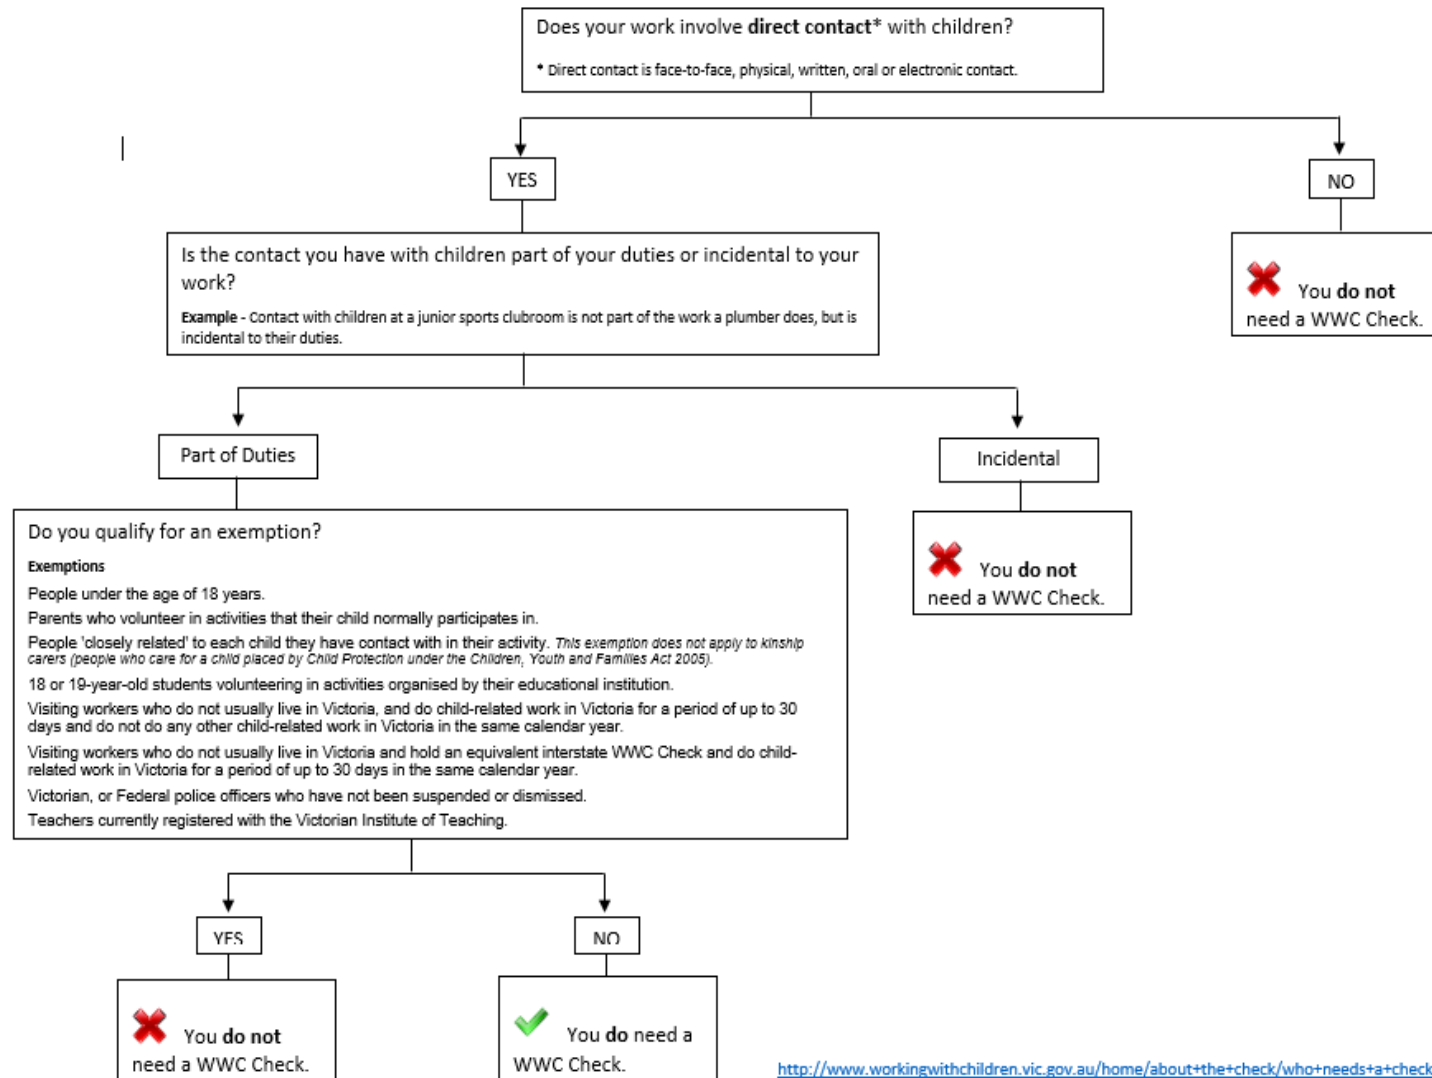 Does your work involve direct contact* with children?
* Direct contact is face-to-face, physical, written, oral or electronic contact.
YES
NO
Is the contact you have with children part of your duties or incidental to your
work?
Example - Contact with children at a junior sports clubroom is not part of the work a plumber does, but is
incidental to their duties.
You do not
need a WWC Check.
Part of Duties
Incidental
Do you qualify for an exemption?
Exemptions
People under the age of 18 years.
Parents who volunteer in activities that their child normally participates in.
People 'closely related' to each child they have contact with in their activity. This exemption does not apply to kinship
carers (people who care for a child placed by Child Protection under the Children, Youth and Families Act 2005).
18 or 19-year-old students volunteering in activities organised by their educational institution.
Visiting workers who do not usually live in Victoria, and do child-related work in Victoria for a period of up to 30
days and do not do any other child-related work in Victoria in the same calendar year.
Visiting workers who do not usually live in Victoria and hold an equivalent interstate WWC Check and do child-
related work in Victoria for a period of up to 30 days in the same calendar year.
Victorian, or Federal police officers who have not been suspended or dismissed.
Teachers currently registered with the Victorian Institute of Teaching.
You do not
need a WWC Check.
YES
NO
You do not
need a WWC Check.
You do need a
WWC Check.
http://www.workingwithchildren.vic.gov.au/home/about+the+check/who+needs+a+check